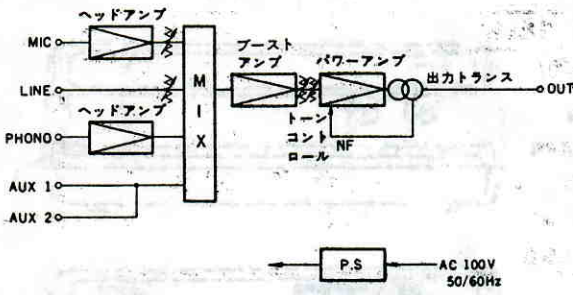 ヘッドアンプ
MIC
LINE
ヘッドアンプ
PHONO
AUX 1
AUX 2
M
I
X
ブースト
アンプ
パワーアンプ
出力トランス
OUT
トーン
コント
ロール
NF
P.S
AC 100V
50/60Hz